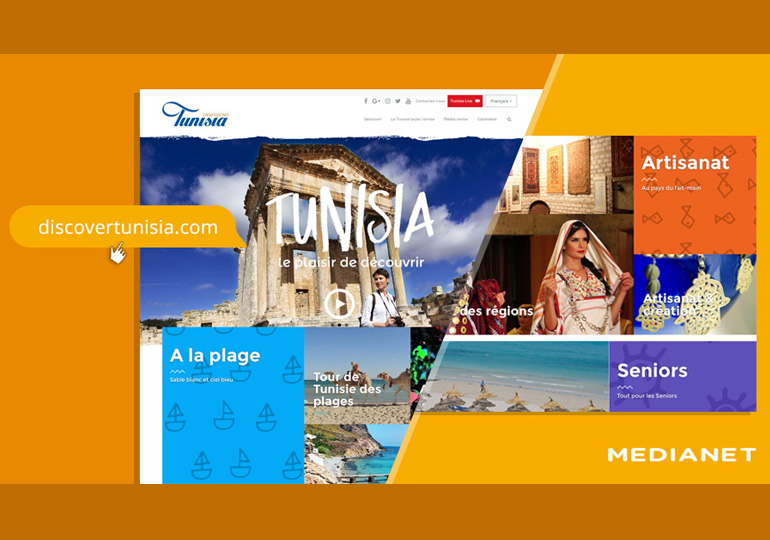 Tunisia
Contactez-nous
Tunisia Live
Français
Découvrir
La Tunisie toute l'année
Media center
Calendrier
discovertunisia.com
TUNISIA
le plaisir de découvrir
Artisanat
Au pays du fait-main
des régions
Artisanat &
création
A la plage
Sable blanc et ciel bleu
Tour de
Tunisie des
plages
Seniors
Tout pour les Seniors
MEDIANET